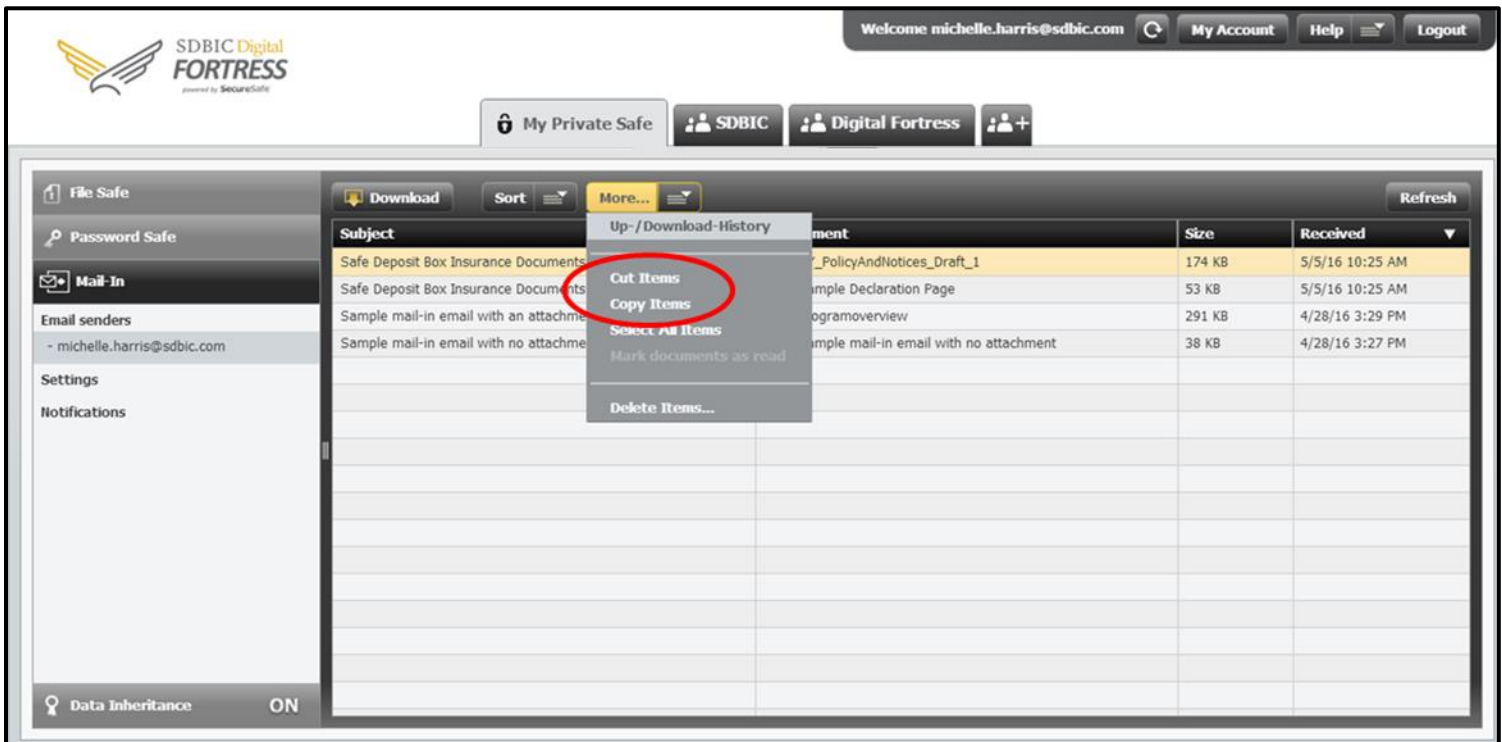 Welcome michelle.harris@sdbic.com My Account Help Logout
SDBIC Digital
FORTRESS
powered by SecureSafe
My Private Safe SDBIC Digital Fortress
File Safe
Password Safe
Mail-In
Email senders
- michelle.harris@sdbic.com
Settings
Notifications
Data Inheritance ON
Download Sort More... Refresh
Up-/Download-History
Cut Items
Copy Items
Select All Items
Mark documents as read
Delete Items...
Subject ment Size Received
Safe Deposit Box Insurance Documents _PolicyAndNotices_Draft_1 174 KB 5/5/16 10:25 AM
Safe Deposit Box Insurance Documents mple Declaration Page 53 KB 5/5/16 10:25 AM
Sample mail-in email with an attachme ogramoverview 291 KB 4/28/16 3:29 PM
Sample mail-in email with no attachme mple mail-in email with no attachment 38 KB 4/28/16 3:27 PM